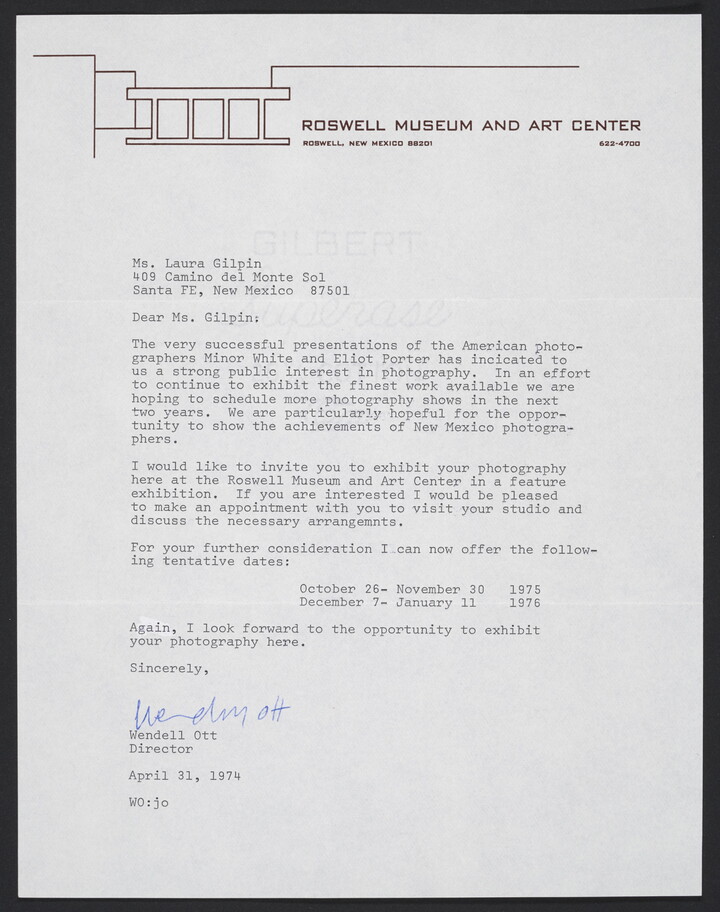 ROSWELL MUSEUM AND ART CENTER
ROSWELL, NEW MEXICO 88201 622-4700
GILBERT
Superase
Ms. Laura Gilpin
409 Camino del Monte Sol
Santa FE, New Mexico 87501
Dear Ms. Gilpin:
The very successful presentations of the American photo-
graphers Minor White and Eliot Porter has incicated to
us a strong public interest in photography. In an effort
to continue to exhibit the finest work available we are
hoping to schedule more photography shows in the next
two years. We are particularly hopeful for the oppor-
tunity to show the achievements of New Mexico photogra-
phers.
I would like to invite you to exhibit your photography
here at the Roswell Museum and Art Center in a feature
exhibition. If you are interested I would be pleased
to make an appointment with you to visit your studio and
discuss the necessary arrangemnts.
For your further consideration I can now offer the follow-
ing tentative dates:
October 26- November 30 1975
December 7- January 11 1976
Again, I look forward to the opportunity to exhibit
your photography here.
Sincerely,
Wendell Ott
Wendell Ott
Director
April 31, 1974
WO:jo